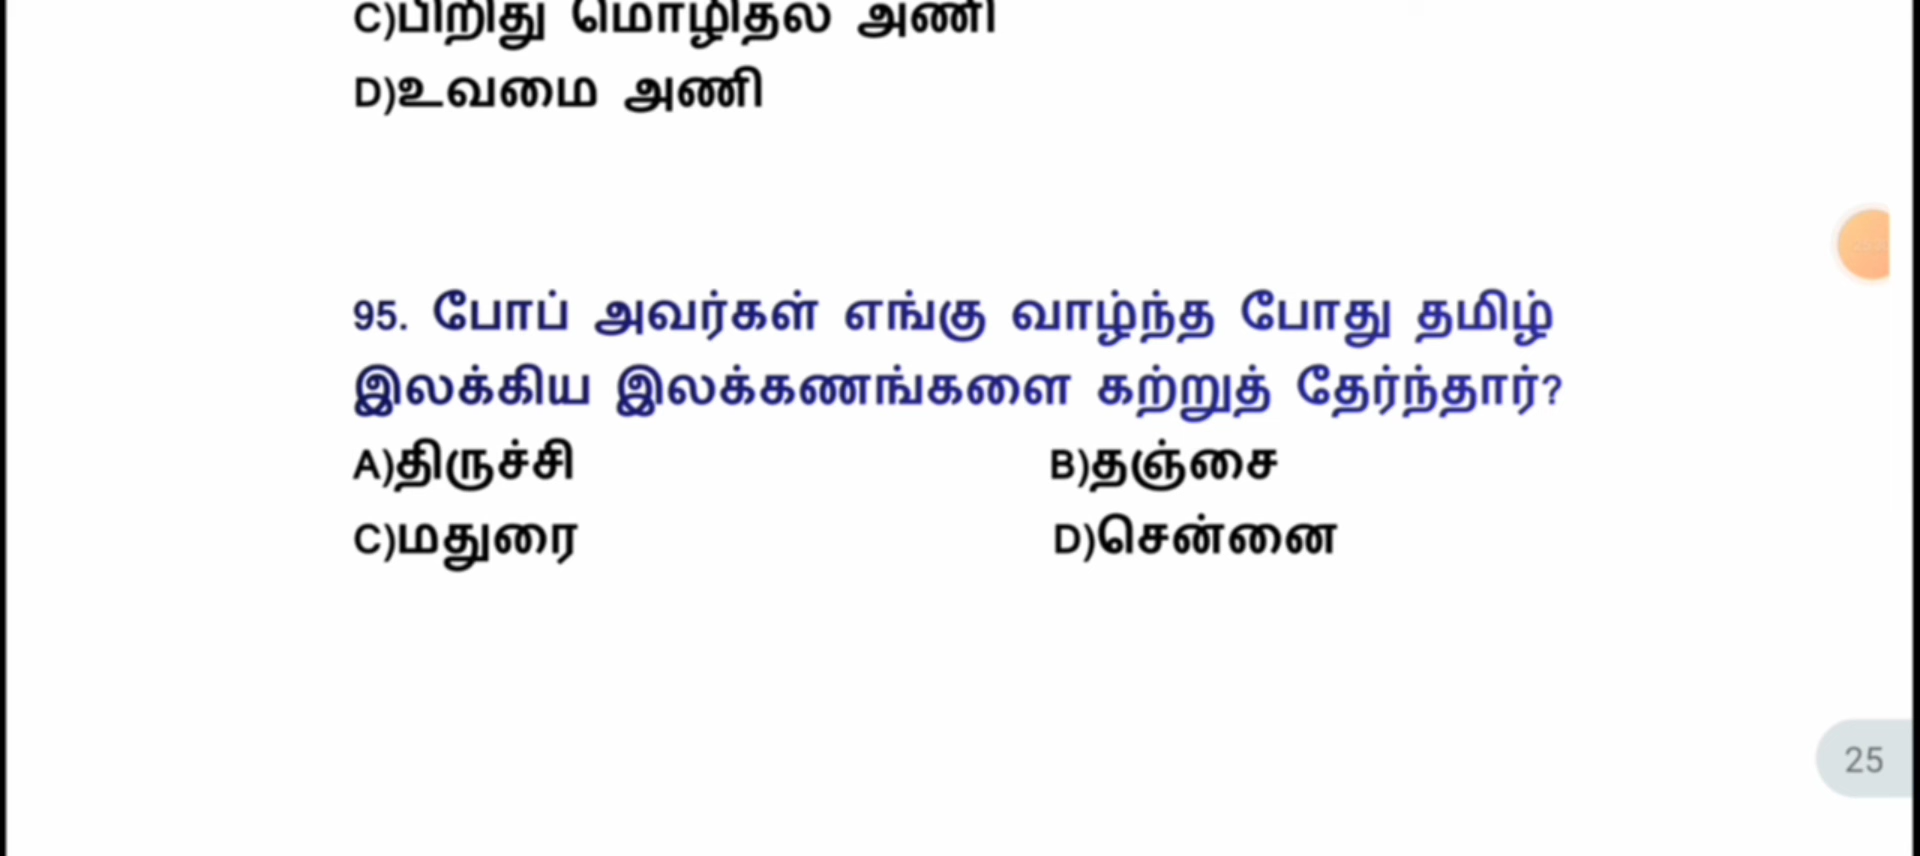 C)பிறிது மொழிதல் அணி
D)உவமை அணி
95. போப் அவர்கள் எங்கு வாழ்ந்த போது தமிழ்
இலக்கிய இலக்கணங்களை கற்றுத் தேர்ந்தார்?
A)திருச்சி B)தஞ்சை
C)மதுரை D)சென்னை
25